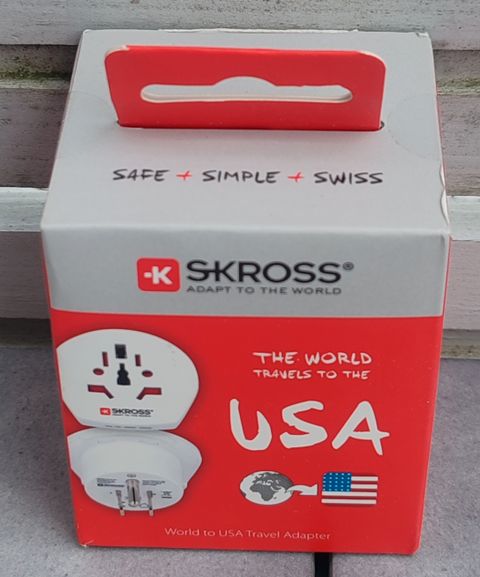 SAFE + SIMPLE + SWISS
SKROSS®
ADAPT TO THE WORLD
THE WORLD
TRAVELS TO THE
USA
SKROSS
World to USA Travel Adapter